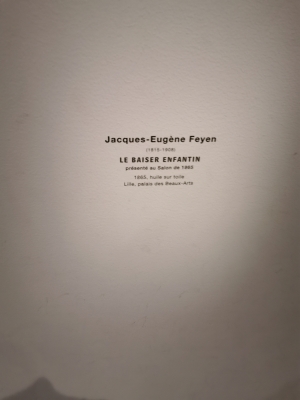 Jacques-Eugène Feyen
(1815-1908)
LE BAISER ENFANTIN
présenté au Salon de 1865
1865, huile sur toile
Lille, palais des Beaux-Arts